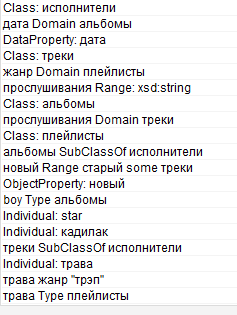 Class: исполнители
дата Domain альбомы
DataProperty: дата
Class: треки
жанр Domain плейлисты
прослушивания Range: xsd:string
Class: альбомы
прослушивания Domain треки
Class: плейлисты
альбомы SubClassOf исполнители
новый Range старый some треки
ObjectProperty: новый
boy Type альбомы
Individual: star
Individual: кадилак
треки SubClassOf исполнители
Individual: трава
трава жанр "трэп"
трава Type плейлисты